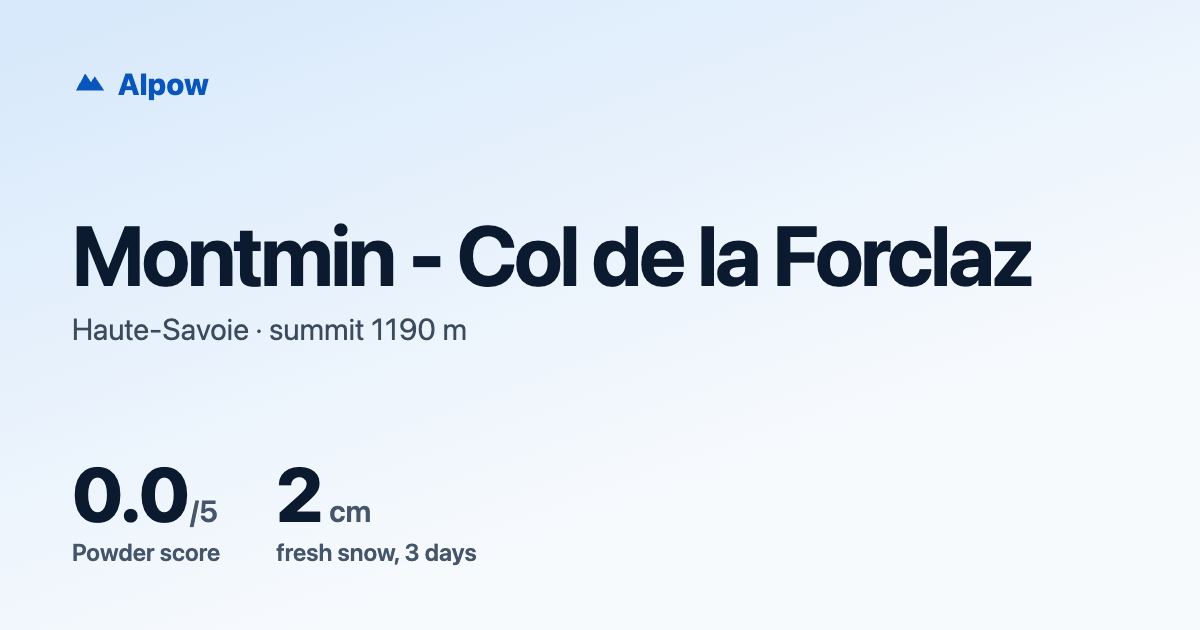 Alpow
Montmin - Col de la Forclaz
Haute-Savoie · summit 1190 m
0.0/5 2 cm
Powder score fresh snow, 3 days